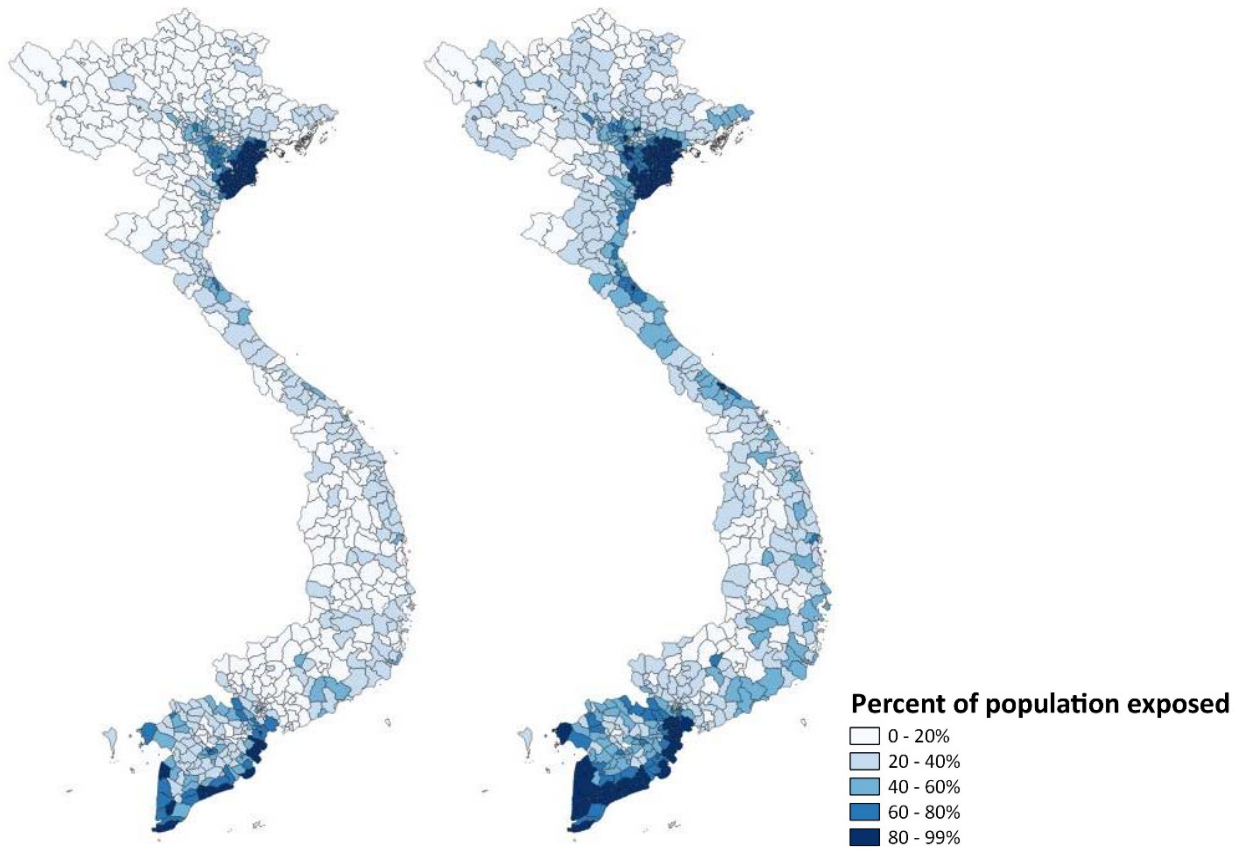 Percent of population exposed
0 - 20%
20 - 40%
40 - 60%
60 - 80%
80 - 99%